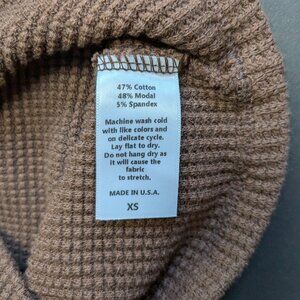 47% Cotton
48% Modal
5% Spandex
Machine wash cold
with like colors and
on delicate cycle.
Lay flat to dry.
Do not hang dry as
it will cause the
fabric
to stretch.
MADE IN U.S.A.
XS